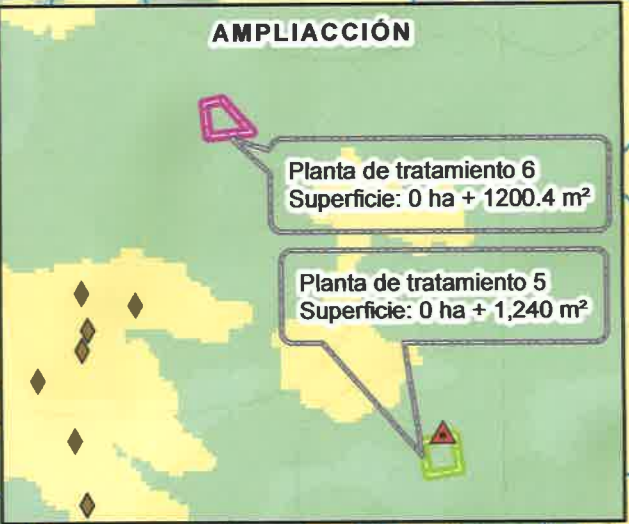 AMPLIACCIÓN
Planta de tratamiento 6
Superficie: 0 ha + 1200.4 m²
Planta de tratamiento 5
Superficie: 0 ha + 1,240 m²